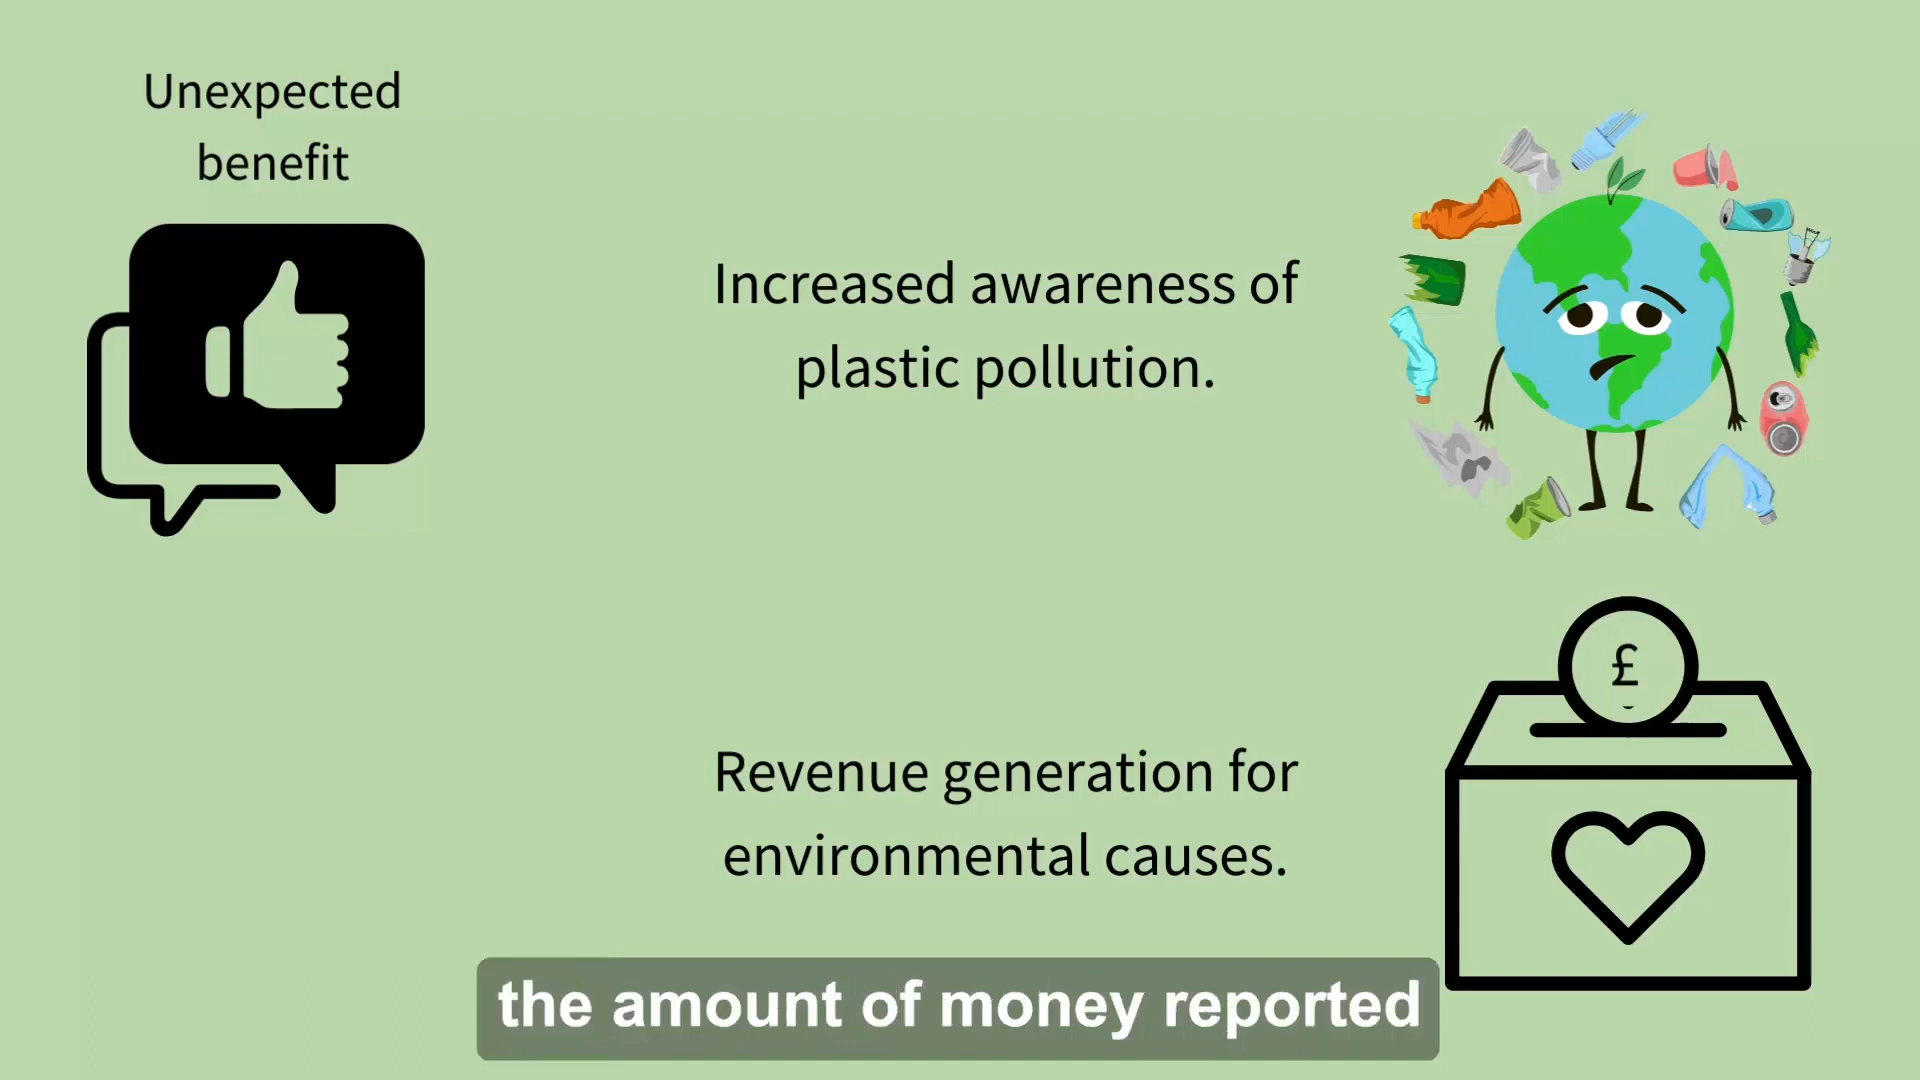 Unexpected
benefit
Increased awareness of
plastic pollution.
£
Revenue generation for
environmental causes.
the amount of money reported